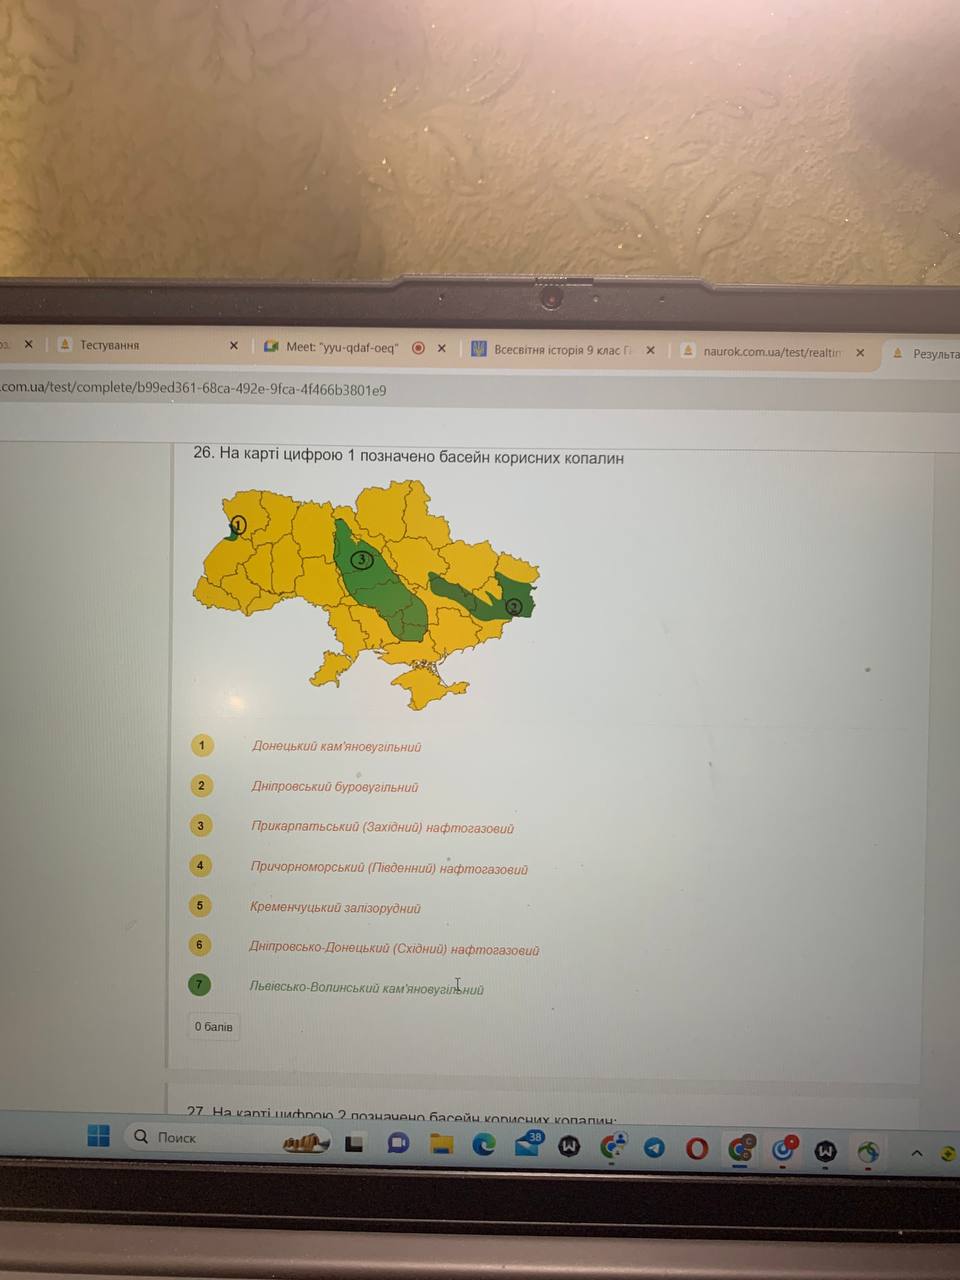 Тестування
Meet: "yyu-qdaf-oeq"
Всесвітня історія 9 клас
naurok.com.ua/test/realtim
Результа
.com.ua/test/complete/b99ed361-68ca-492e-9fca-4f466b3801e9
26. На карті цифрою 1 позначено басейн корисних копалин
1
3
2
1 Донецький кам'яновугільний
2 Дніпровський буровугільний
3 Прикарпатьський (Західний) нафтогазовий
4 Причорноморський (Південний) нафтогазовий
5 Кременчуцький залізорудний
6 Дніпровсько-Донецький (Східний) нафтогазовий
7 Львівсько-Волинський кам'яновугільний
0 балів
27. На карті цифрою 2 позначено басейн корисних копалин:
Поиск
38